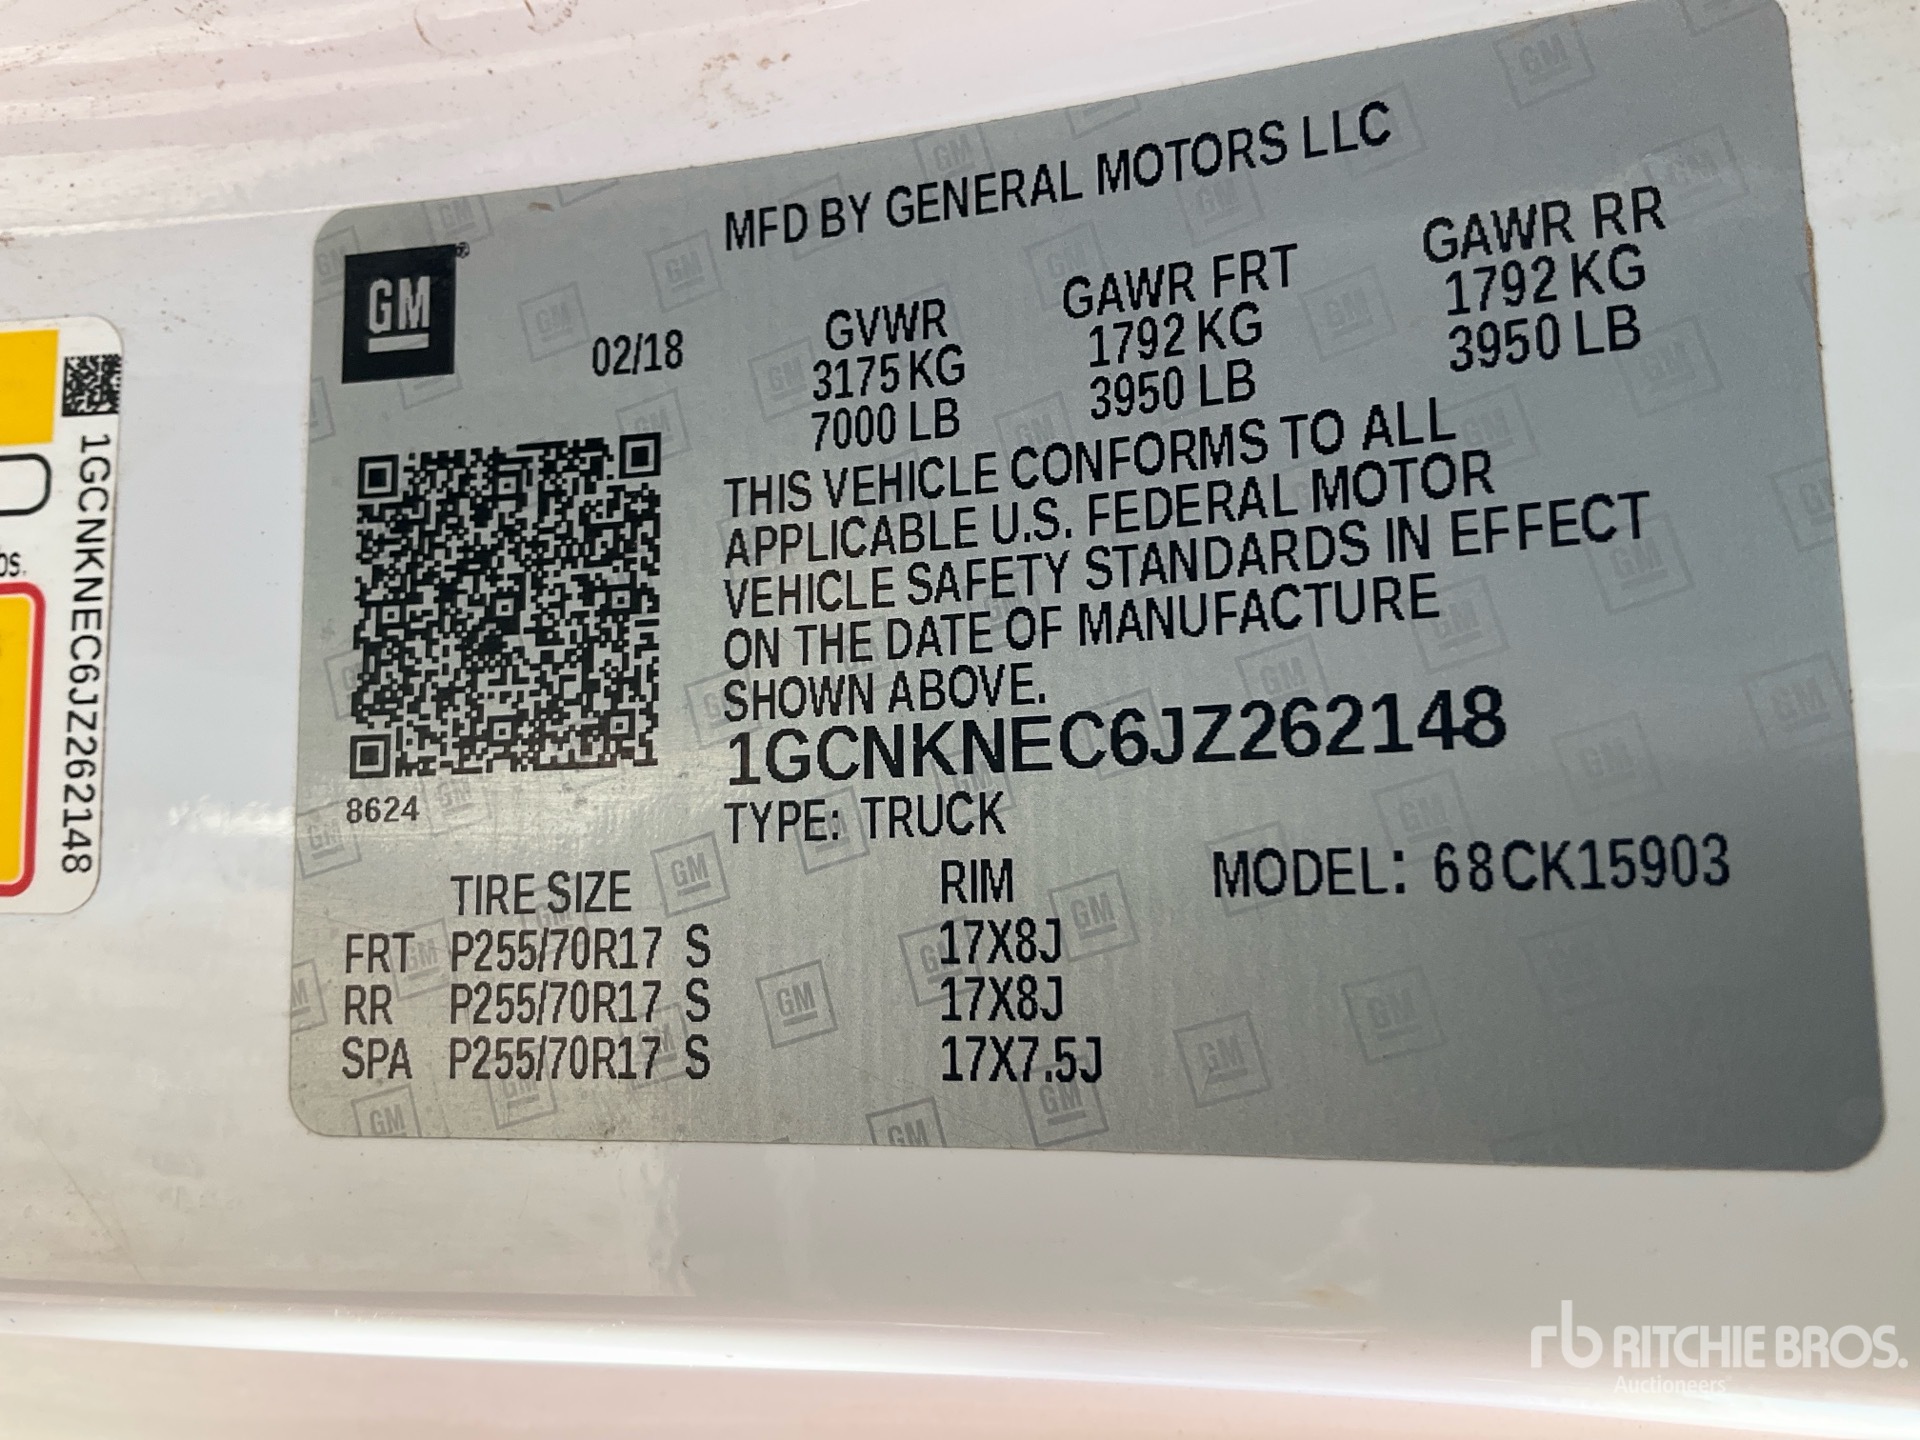 MFD BY GENERAL MOTORS LLC
GM
®
02/18
GVWR
3175 KG
7000 LB
GAWR FRT
1792 KG
3950 LB
GAWR RR
1792 KG
3950 LB
THIS VEHICLE CONFORMS TO ALL
APPLICABLE U.S. FEDERAL MOTOR
VEHICLE SAFETY STANDARDS IN EFFECT
ON THE DATE OF MANUFACTURE
SHOWN ABOVE.
1GCNKNEC6JZ262148
8624
TYPE: TRUCK
MODEL: 68CK15903
TIRE SIZE RIM
FRT P255/70R17 S 17X8J
RR P255/70R17 S 17X8J
SPA P255/70R17 S 17X7.5J
1GCNKNEC6JZ262148
rb RITCHIE BROS.
Auctioneers